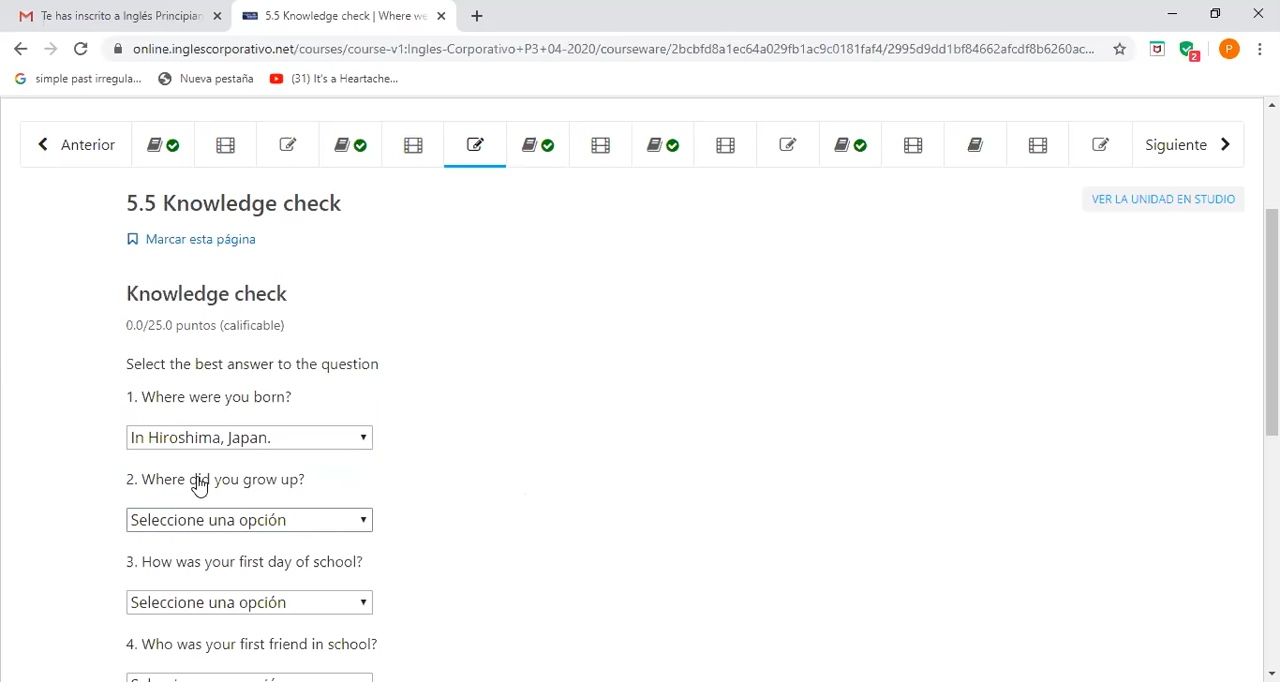 Te has inscrito a Inglés Principian
5.5 Knowledge check | Where we
online.inglescorporativo.net/courses/course-v1:Ingles-Corporativo+P3+04-2020/courseware/2bcbfd8a1ec64a029fb1ac9c0181faf4/2995d9dd1bf84662afcdf8b6260ac...
2
P
simple past irregula...
Nueva pestaña
(31) It's a Heartache...
Anterior
Siguiente
5.5 Knowledge check
VER LA UNIDAD EN STUDIO
Marcar esta página
Knowledge check
0.0/25.0 puntos (calificable)
Select the best answer to the question
1. Where were you born?
In Hiroshima, Japan.
2. Where did you grow up?
Seleccione una opción
3. How was your first day of school?
Seleccione una opción
4. Who was your first friend in school?